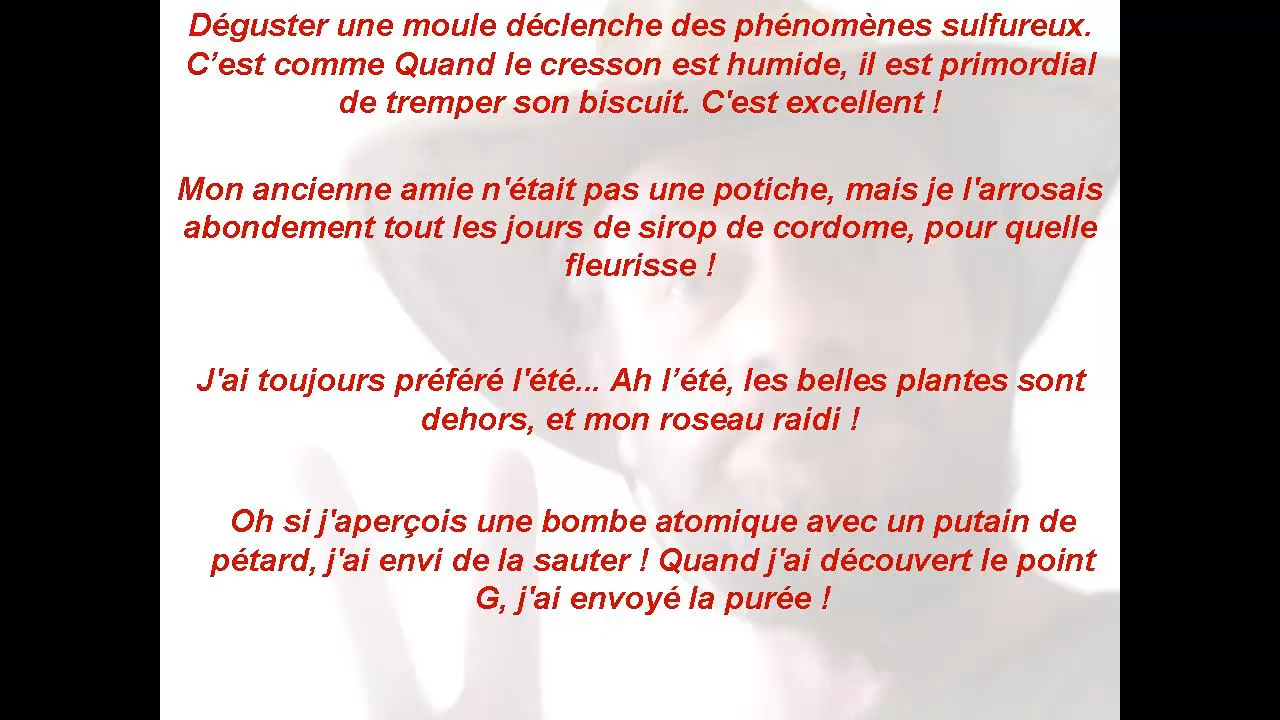 Déguster une moule déclenche des phénomènes sulfureux.
C’est comme Quand le cresson est humide, il est primordial
de tremper son biscuit. C'est excellent !
Mon ancienne amie n'était pas une potiche, mais je l'arrosais
abondement tout les jours de sirop de cordome, pour quelle
fleurisse !
J'ai toujours préféré l'été... Ah l’été, les belles plantes sont
dehors, et mon roseau raidi !
Oh si j'aperçois une bombe atomique avec un putain de
pétard, j'ai envi de la sauter ! Quand j'ai découvert le point
G, j'ai envoyé la purée !